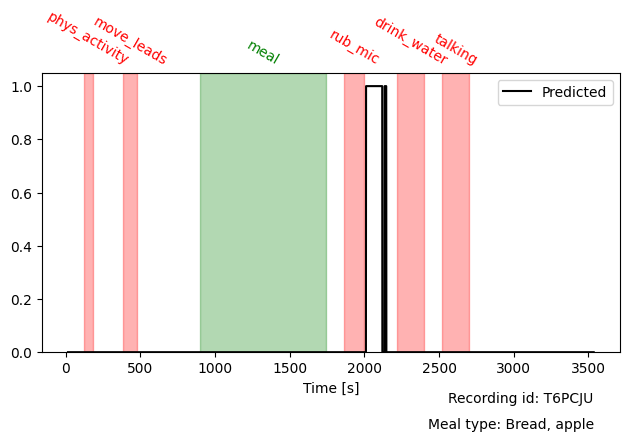 phys_activity
move_leads
meal
rub_mic
drink_water
talking
Predicted
1.0
0.8
0.6
0.4
0.2
0.0
0 500 1000 1500 2000 2500 3000 3500
Time [s]
Recording id: T6PCJU
Meal type: Bread, apple